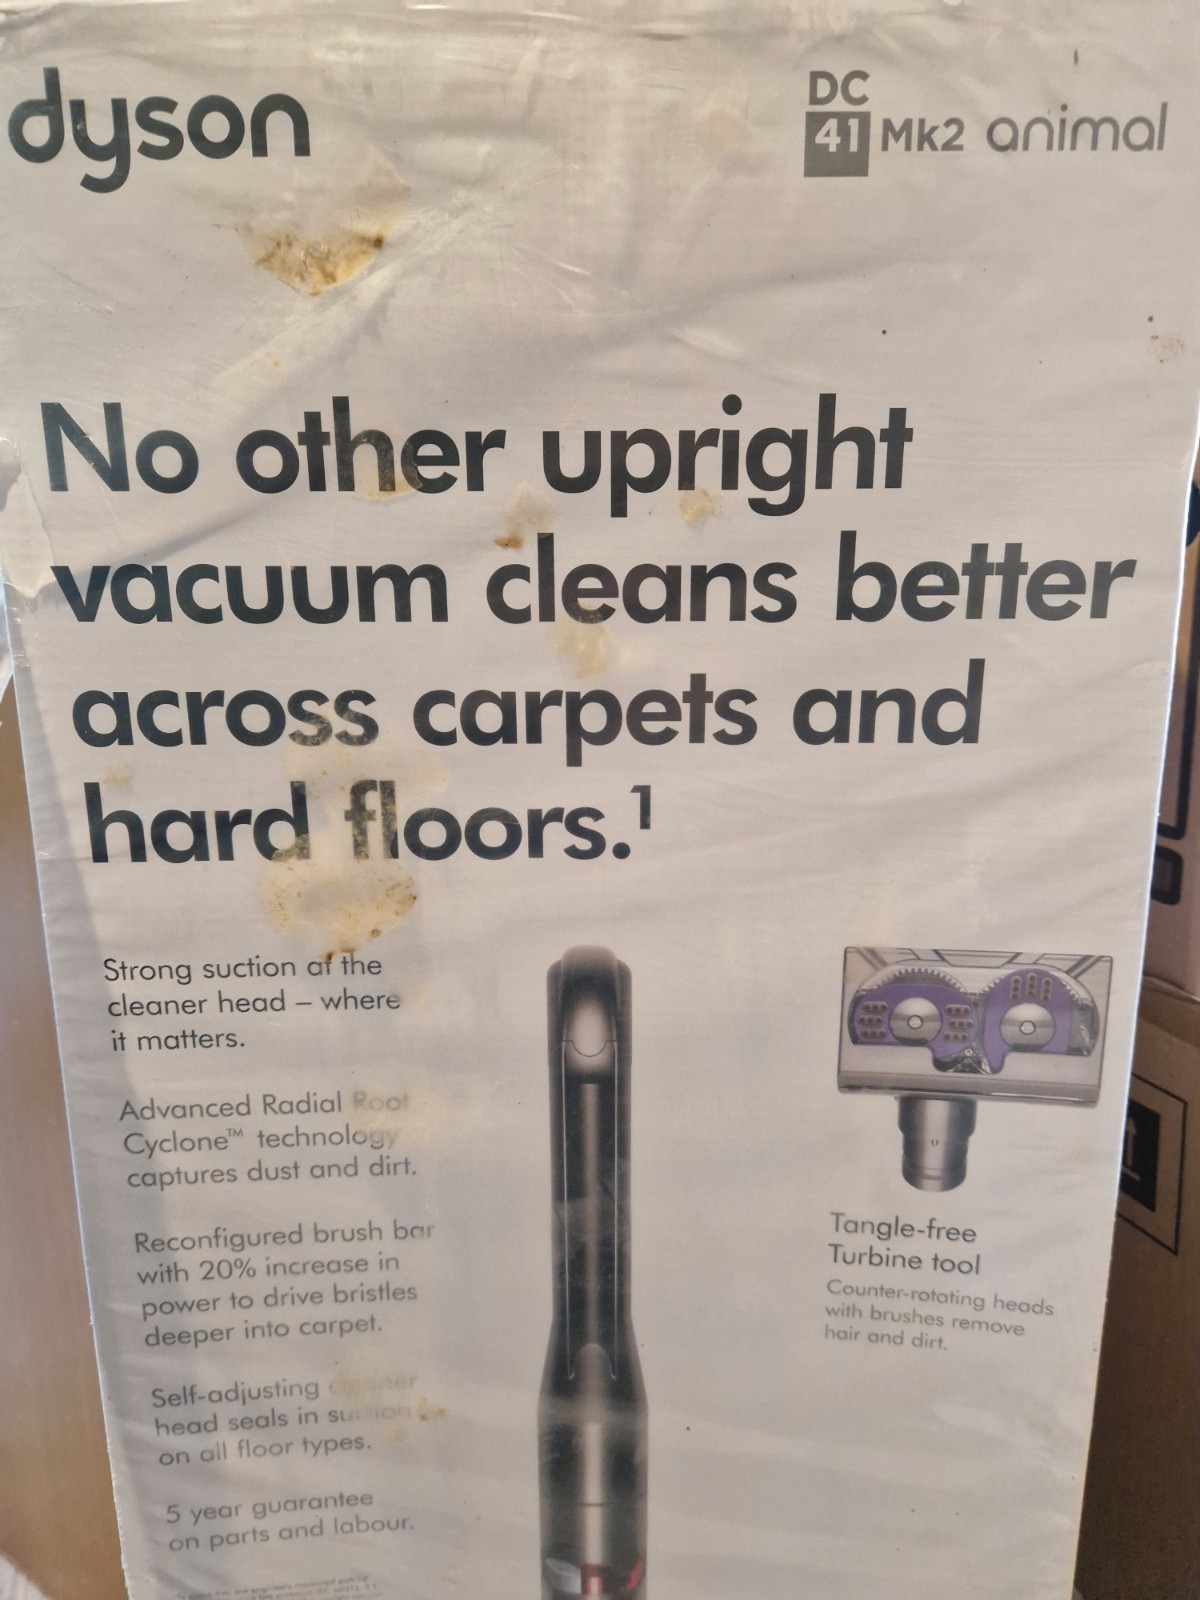 dyson
DC
41 Mk2 animal
No other upright
vacuum cleans better
across carpets and
hard floors.¹
Strong suction at the
cleaner head – where
it matters.
Advanced Radial Root
Cyclone™ technology
captures dust and dirt.
Reconfigured brush bar
with 20% increase in
power to drive bristles
deeper into carpet.
Self-adjusting cleaner
head seals in suction
on all floor types.
5 year guarantee
on parts and labour.
Tangle-free
Turbine tool
Counter-rotating heads
with brushes remove
hair and dirt.